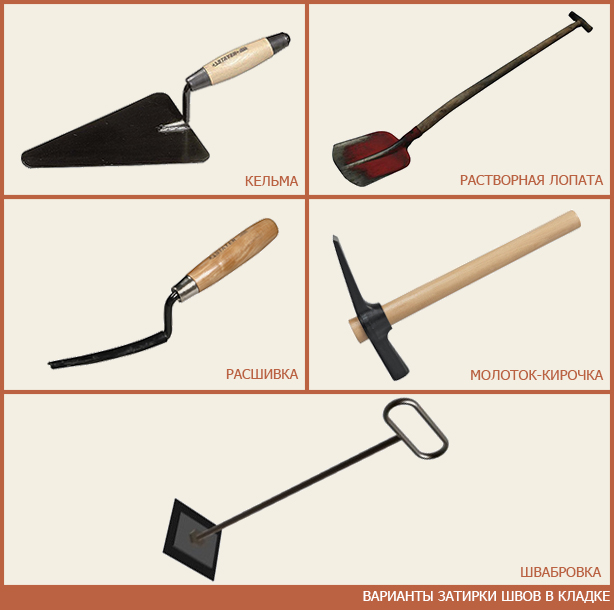 КЕЛЬМА
РАСТВОРНАЯ ЛОПАТА
РАСШИВКА
МОЛОТОК-КИРОЧКА
ШВАБРОВКА
ВАРИАНТЫ ЗАТИРКИ ШВОВ В КЛАДКЕ